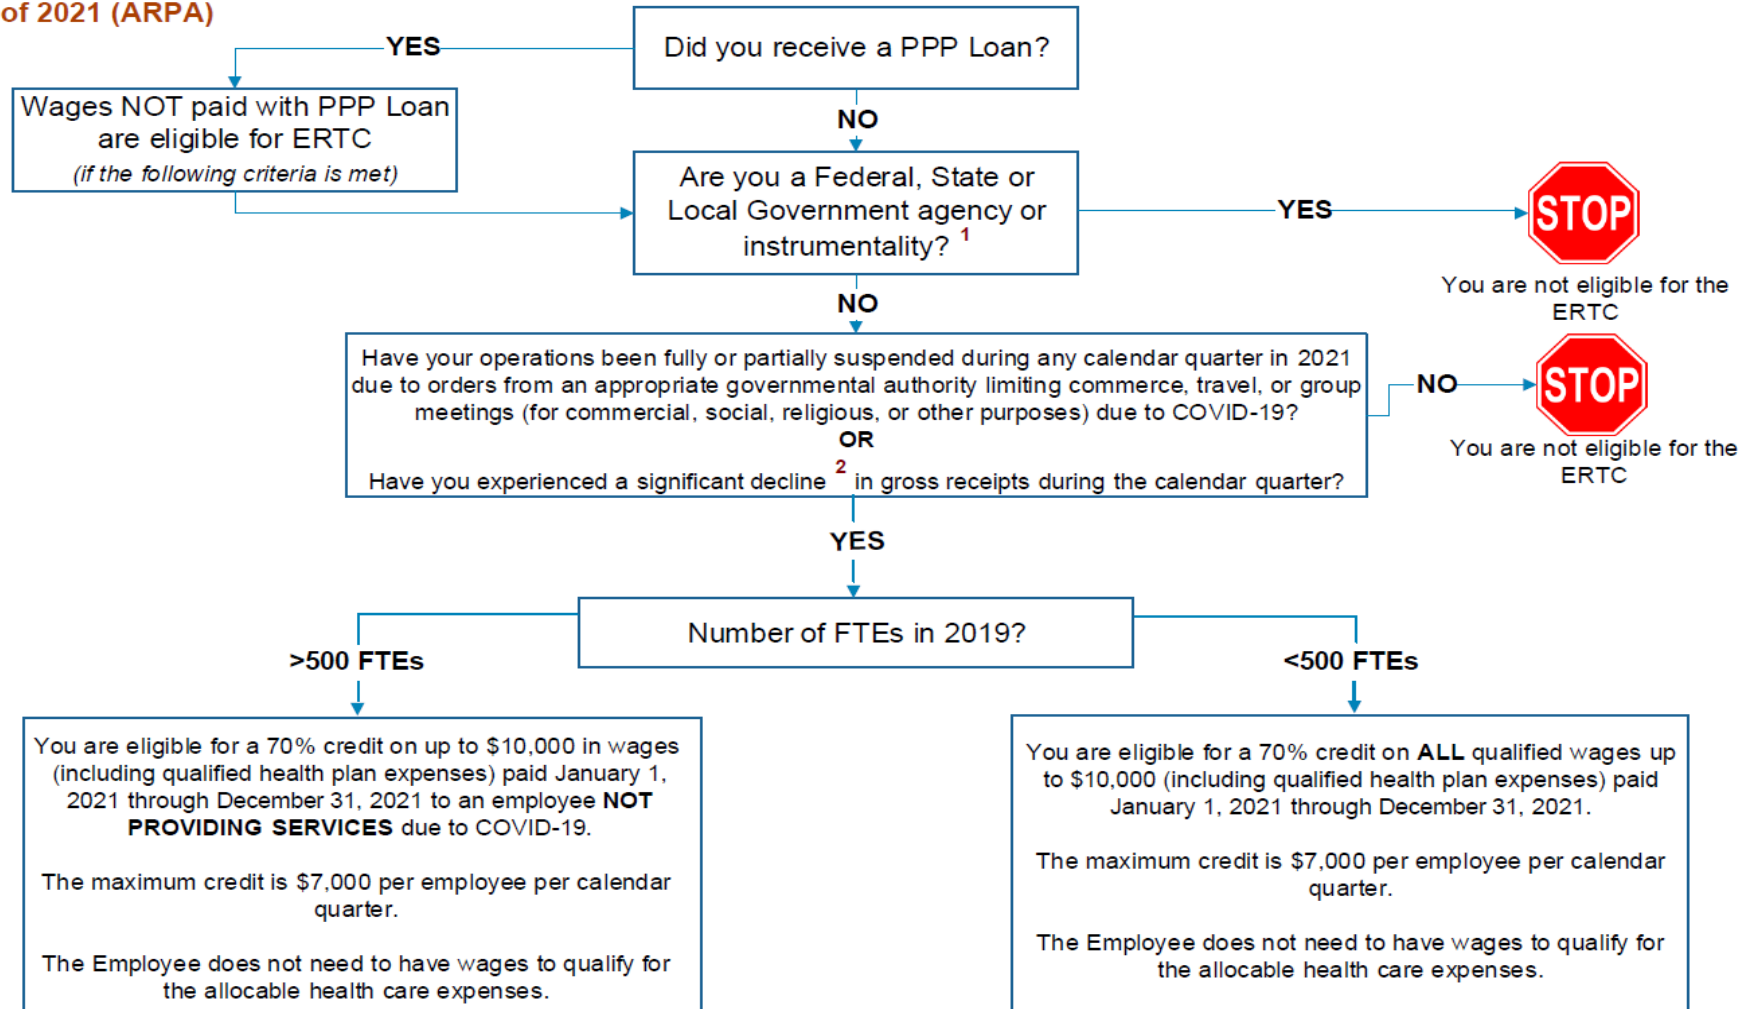 of 2021 (ARPA)
Did you receive a PPP Loan?
YES
Wages NOT paid with PPP Loan
are eligible for ERTC
(if the following criteria is met)
NO
Are you a Federal, State or
Local Government agency or
instrumentality? 1
YES
STOP
You are not eligible for the
ERTC
NO
Have your operations been fully or partially suspended during any calendar quarter in 2021
due to orders from an appropriate governmental authority limiting commerce, travel, or group
meetings (for commercial, social, religious, or other purposes) due to COVID-19?
OR
Have you experienced a significant decline 2 in gross receipts during the calendar quarter?
NO
STOP
You are not eligible for the
ERTC
YES
Number of FTEs in 2019?
>500 FTEs
You are eligible for a 70% credit on up to $10,000 in wages
(including qualified health plan expenses) paid January 1,
2021 through December 31, 2021 to an employee NOT
PROVIDING SERVICES due to COVID-19.
The maximum credit is $7,000 per employee per calendar
quarter.
The Employee does not need to have wages to qualify for
the allocable health care expenses.
<500 FTEs
You are eligible for a 70% credit on ALL qualified wages up
to $10,000 (including qualified health plan expenses) paid
January 1, 2021 through December 31, 2021.
The maximum credit is $7,000 per employee per calendar
quarter.
The Employee does not need to have wages to qualify for
the allocable health care expenses.